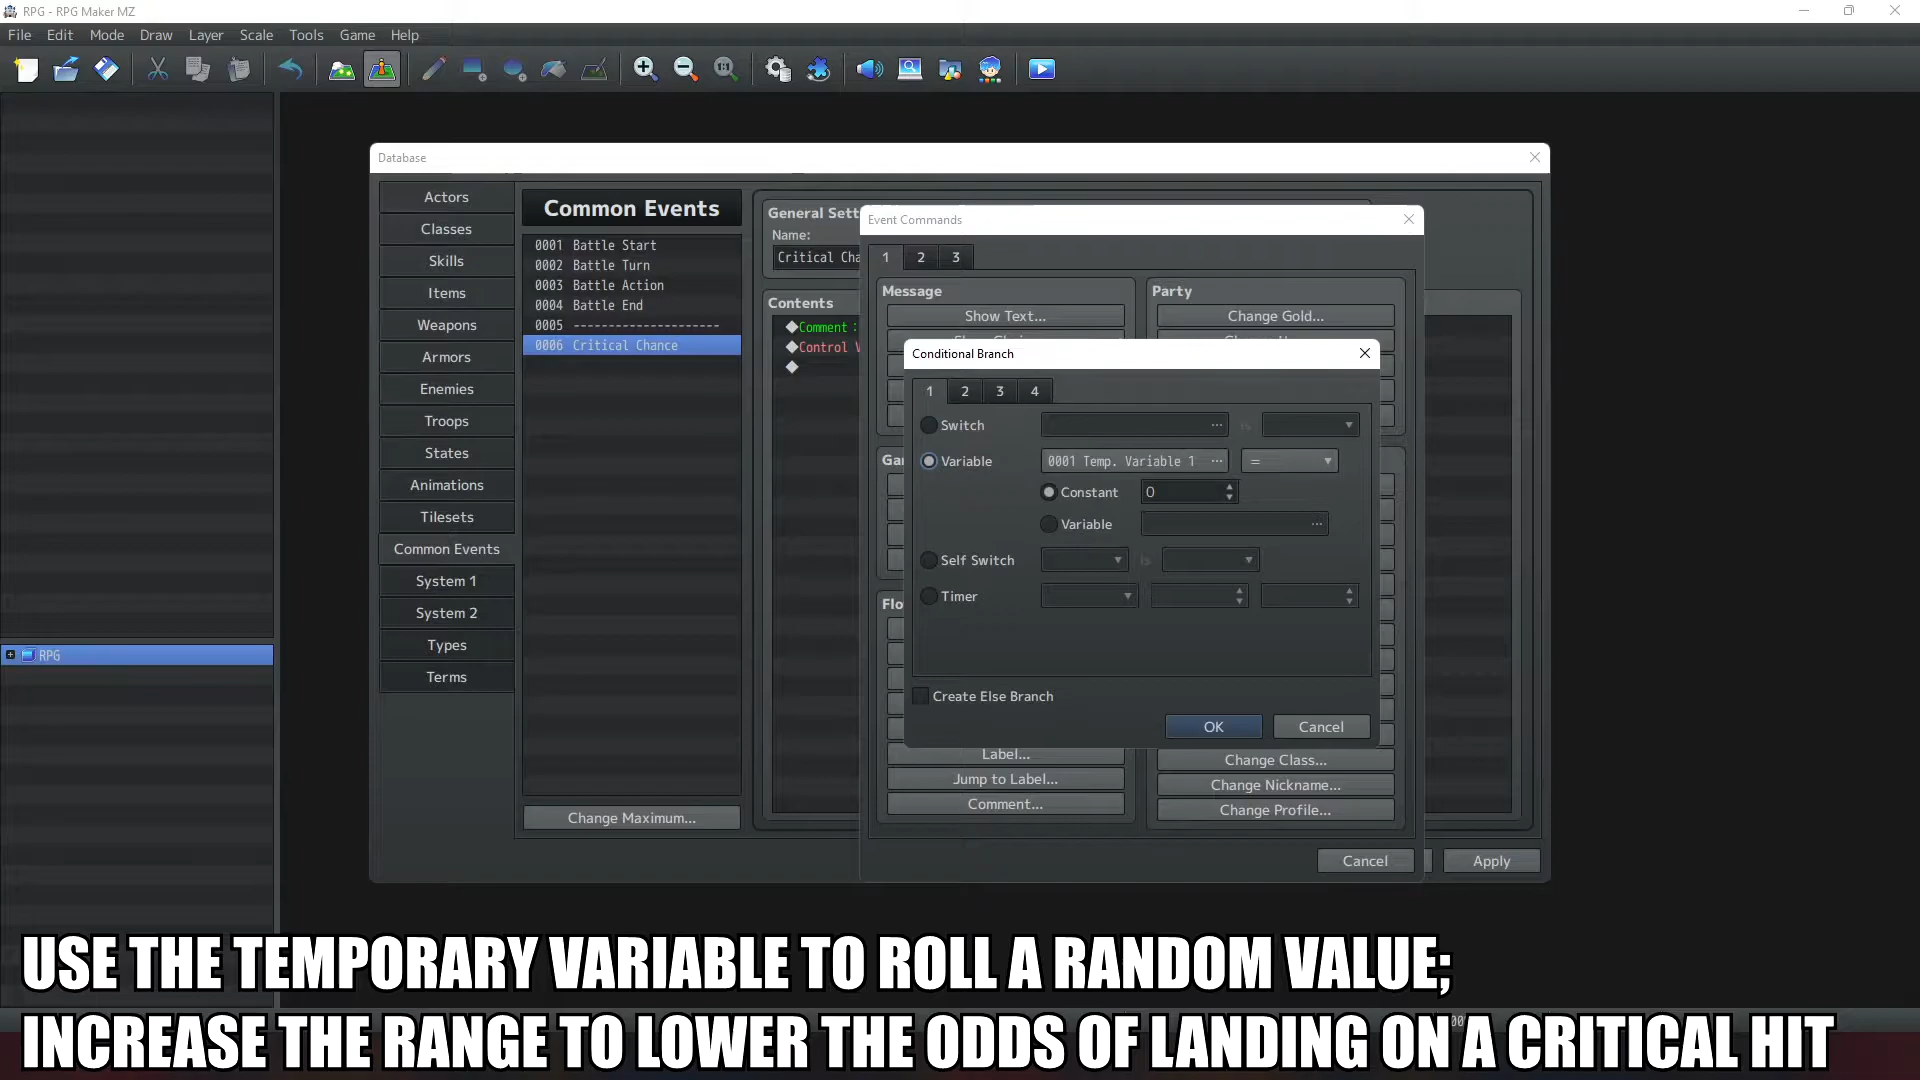 RPG - RPG Maker MZ
File Edit Mode Draw Layer Scale Tools Game Help
1:1
Database
Actors
Classes
Skills
Items
Weapons
Armors
Enemies
Troops
States
Animations
Tilesets
Common Events
System 1
System 2
Types
Terms
RPG
Common Events
0001 Battle Start
0002 Battle Turn
0003 Battle Action
0004 Battle End
0005 ---------------------
0006 Critical Chance
Change Maximum...
General Sett
Name:
Critical Cha
Contents
◆Comment :
◆Control V
◆
Event Commands
1 2 3
Message
Show Text...
Party
Change Gold...
Label...
Jump to Label...
Comment...
Change Class...
Change Nickname...
Change Profile...
Cancel
Apply
Conditional Branch
1 2 3 4
Switch ... is
Variable 0001 Temp. Variable 1 ... =
Constant 0
Variable ...
Self Switch is
Timer
Create Else Branch
OK Cancel
USE THE TEMPORARY VARIABLE TO ROLL A RANDOM VALUE;
INCREASE THE RANGE TO LOWER THE ODDS OF LANDING ON A CRITICAL HIT